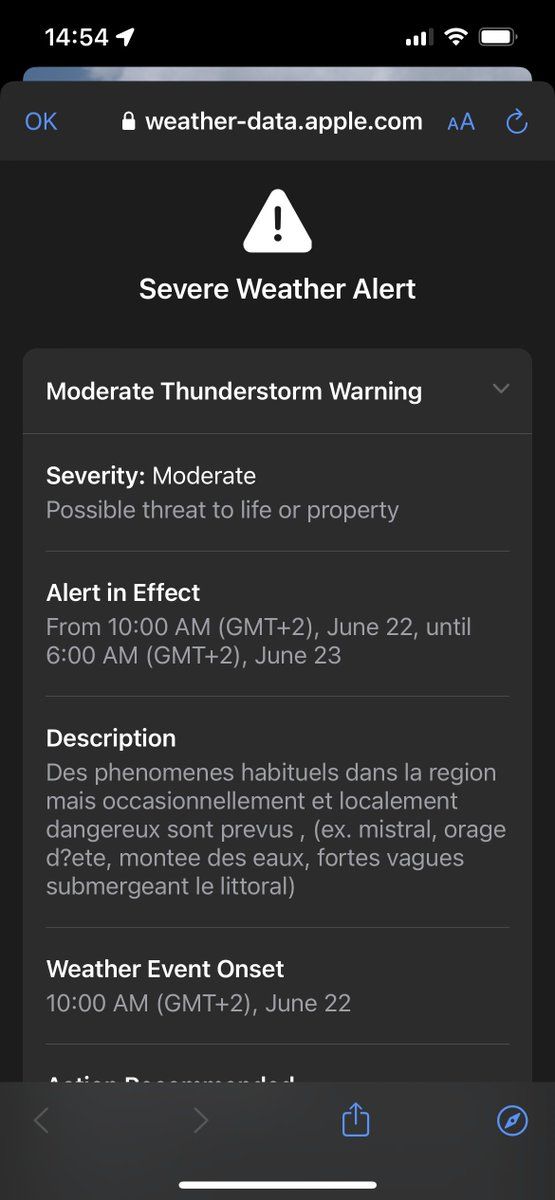 14:54
OK weather-data.apple.com AA
Severe Weather Alert
Moderate Thunderstorm Warning
Severity: Moderate
Possible threat to life or property
Alert in Effect
From 10:00 AM (GMT+2), June 22, until
6:00 AM (GMT+2), June 23
Description
Des phenomenes habituels dans la region
mais occasionnellement et localement
dangereux sont prevus , (ex. mistral, orage
d?ete, montee des eaux, fortes vagues
submergeant le littoral)
Weather Event Onset
10:00 AM (GMT+2), June 22
Action Recommended